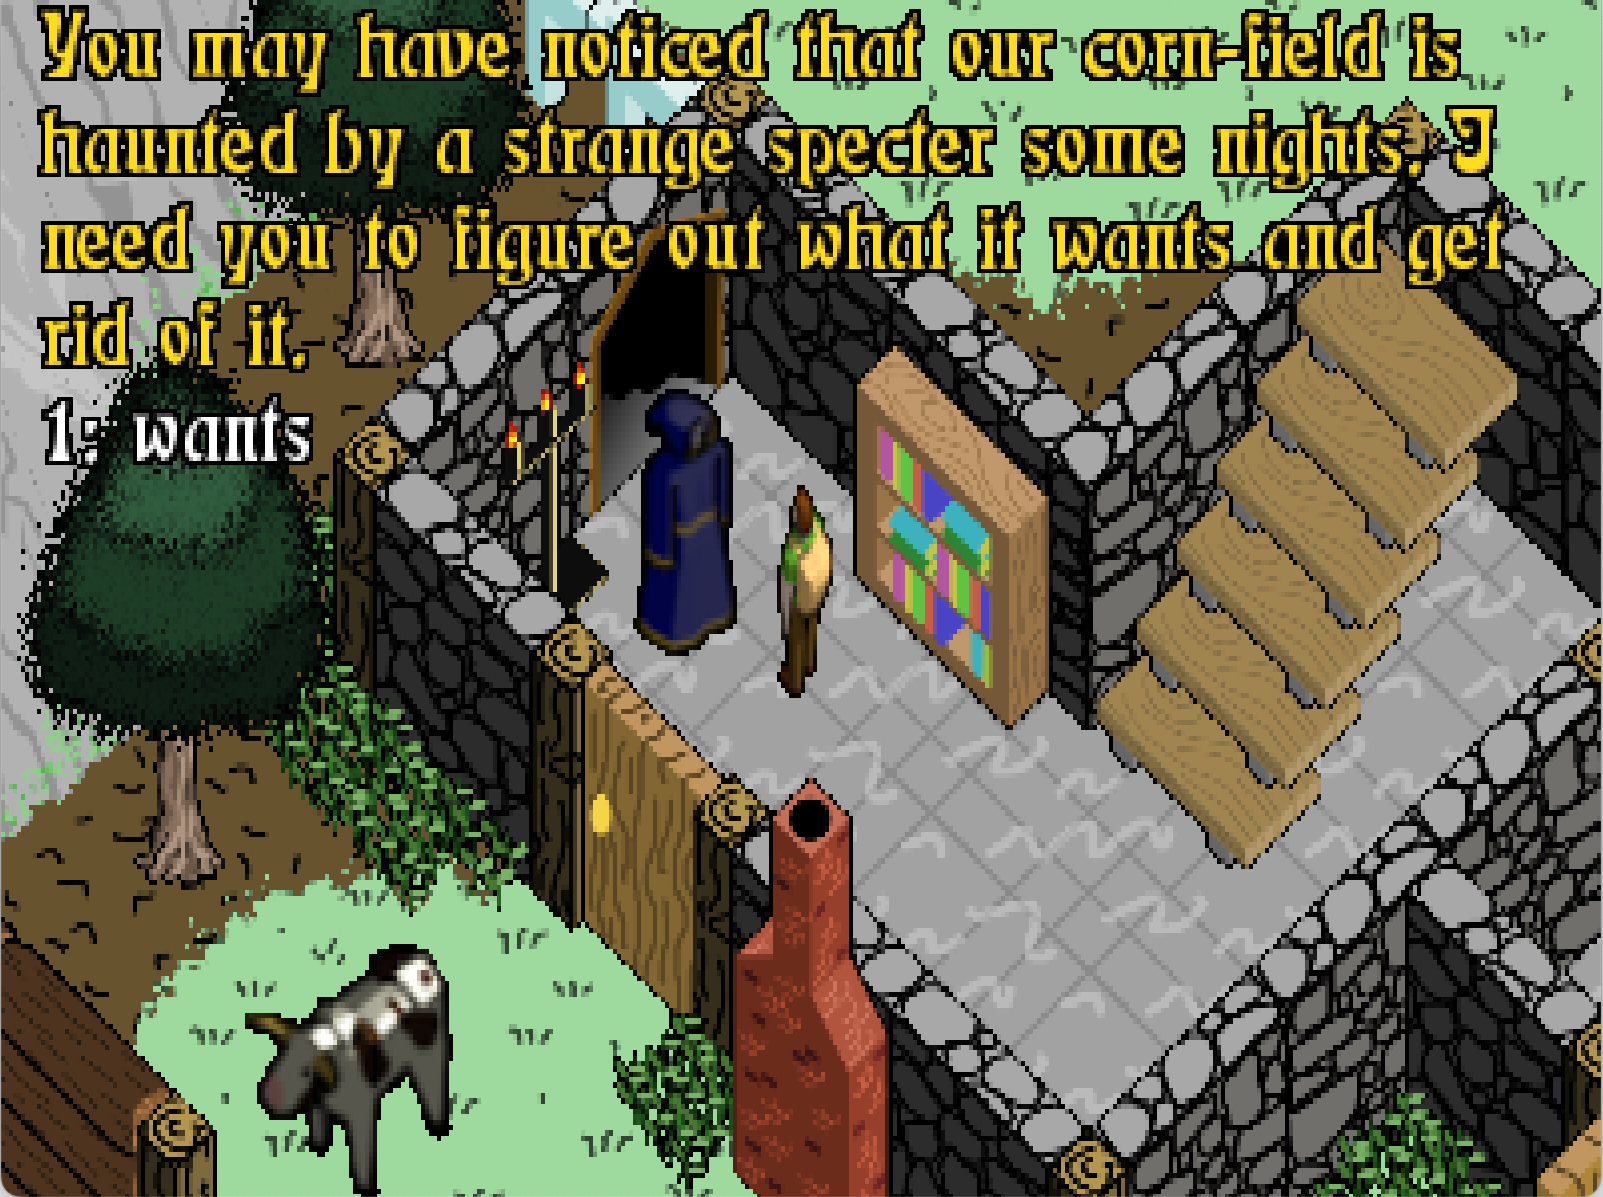 You may have noticed that our corn-field is
haunted by a strange specter some nights. I
need you to figure out what it wants and get
rid of it.
1: wants